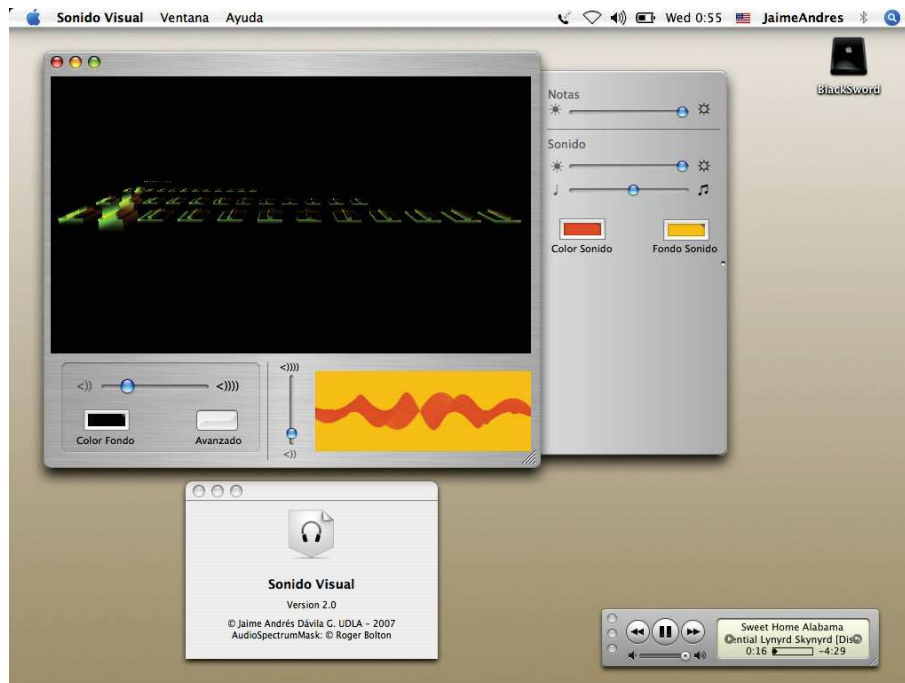 Sonido Visual Ventana Ayuda Wed 0:55 JaimeAndres
BlackSword
Notas
Sonido
Color Sonido Fondo Sonido
<)) <))))
<))))
<))
Color Fondo Avanzado
Sonido Visual
Version 2.0
© Jaime Andrés Dávila G. UDLA – 2007
AudioSpectrumMask: © Roger Bolton
Sweet Home Alabama
ential Lynyrd Skynyrd [Dis
0:16 -4:29